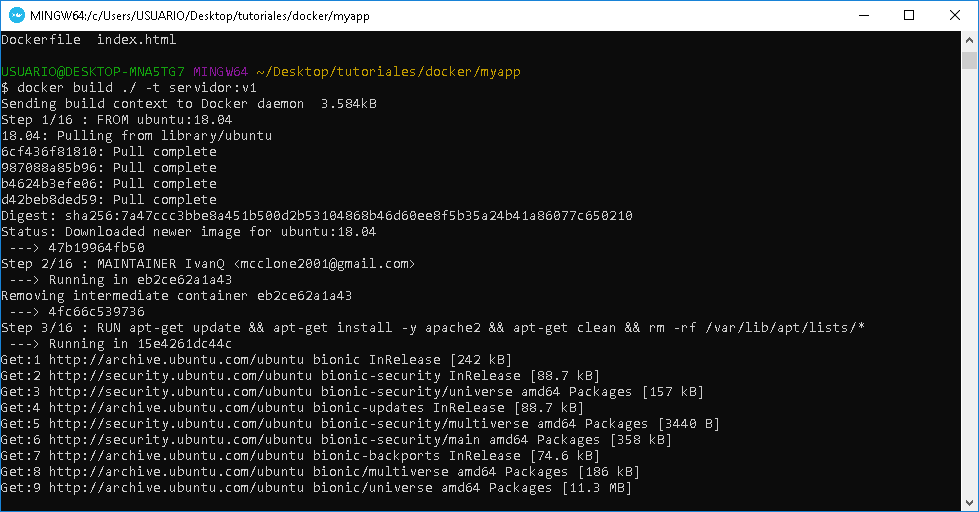 MINGW64:/c/Users/USUARIO/Desktop/tutoriales/docker/myapp
Dockerfile  index.html
USUARIO@DESKTOP-MNA5TG7 MINGW64 ~/Desktop/tutoriales/docker/myapp
$ docker build ./ -t servidor:v1
Sending build context to Docker daemon  3.584kB
Step 1/16 : FROM ubuntu:18.04
18.04: Pulling from library/ubuntu
6cf436f81810: Pull complete
987088a85b96: Pull complete
b4624b3efe06: Pull complete
d42beb8ded59: Pull complete
Digest: sha256:7a47ccc3bbe8a451b500d2b53104868b46d60ee8f5b35a24b41a86077c650210
Status: Downloaded newer image for ubuntu:18.04
 ---> 47b19964fb50
Step 2/16 : MAINTAINER IvanQ <mcclone2001@gmail.com>
 ---> Running in eb2ce62a1a43
Removing intermediate container eb2ce62a1a43
 ---> 4fc66c539736
Step 3/16 : RUN apt-get update && apt-get install -y apache2 && apt-get clean && rm -rf /var/lib/apt/lists/*
 ---> Running in 15e4261dc44c
Get:1 http://archive.ubuntu.com/ubuntu bionic InRelease [242 kB]
Get:2 http://security.ubuntu.com/ubuntu bionic-security InRelease [88.7 kB]
Get:3 http://security.ubuntu.com/ubuntu bionic-security/universe amd64 Packages [157 kB]
Get:4 http://archive.ubuntu.com/ubuntu bionic-updates InRelease [88.7 kB]
Get:5 http://security.ubuntu.com/ubuntu bionic-security/multiverse amd64 Packages [3440 B]
Get:6 http://security.ubuntu.com/ubuntu bionic-security/main amd64 Packages [358 kB]
Get:7 http://archive.ubuntu.com/ubuntu bionic-backports InRelease [74.6 kB]
Get:8 http://archive.ubuntu.com/ubuntu bionic/multiverse amd64 Packages [186 kB]
Get:9 http://archive.ubuntu.com/ubuntu bionic/universe amd64 Packages [11.3 MB]